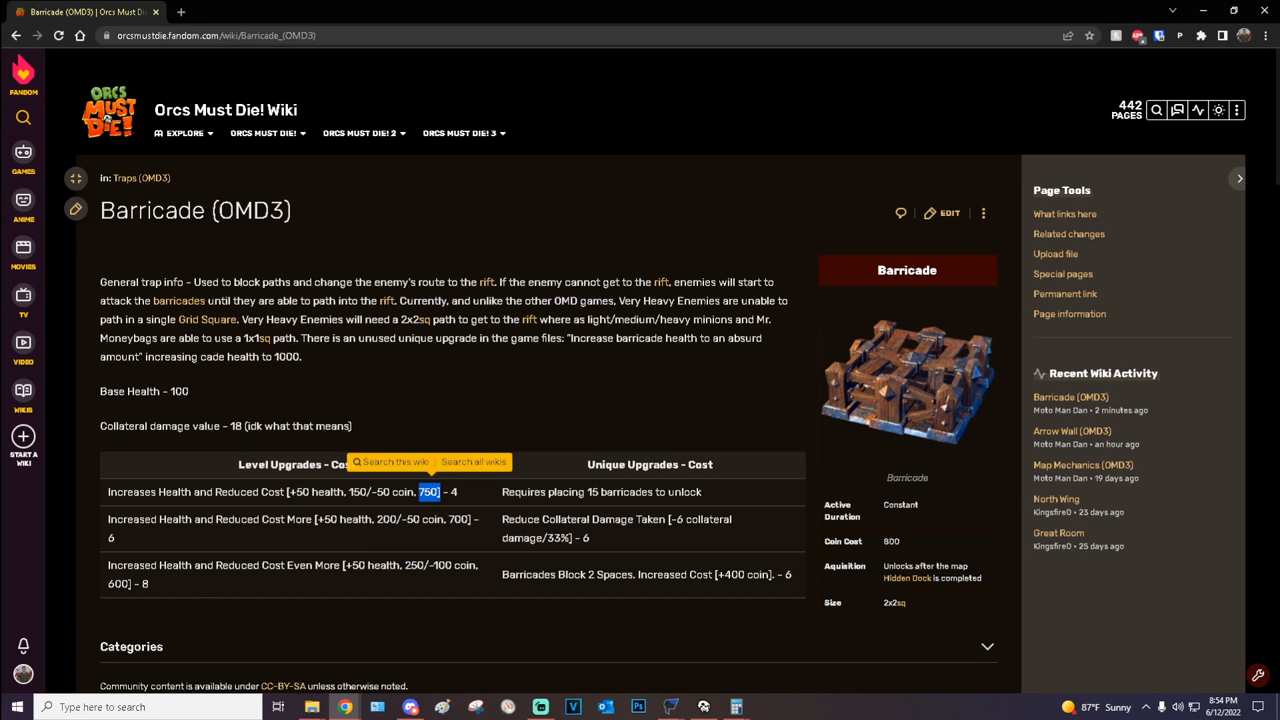 Barricade (OMD3) | Orcs Must Di
orcsmustdie.fandom.com/wiki/Barricade_(OMD3)
FANDOM
GAMES
ANIME
MOVIES
TV
VIDEO
WIKIS
START A
WIKI
ORCS
MUST
DIE!
Orcs Must Die! Wiki
EXPLORE
ORCS MUST DIE!
ORCS MUST DIE! 2
ORCS MUST DIE! 3
442
PAGES
in: Traps (OMD3)
Barricade (OMD3)
EDIT
General trap info - Used to block paths and change the enemy's route to the rift. If the enemy cannot get to the rift, enemies will start to
attack the barricades until they are able to path into the rift. Currently, and unlike the other OMD games, Very Heavy Enemies are unable to
path in a single Grid Square. Very Heavy Enemies will need a 2x2sq path to get to the rift where as light/medium/heavy minions and Mr.
Moneybags are able to use a 1x1sq path. There is an unused unique upgrade in the game files: "Increase barricade health to an absurd
amount" increasing cade health to 1000.
Base Health - 100
Collateral damage value - 18 (idk what that means)
Level Upgrades - Cos
Search this wiki | Search all wikis
Unique Upgrades - Cost
Increases Health and Reduced Cost [+50 health, 150/-50 coin, 750] - 4
Requires placing 15 barricades to unlock
Increased Health and Reduced Cost More [+50 health, 200/-50 coin, 700] -
6
Reduce Collateral Damage Taken [-6 collateral
damage/33%] - 6
Increased Health and Reduced Cost Even More [+50 health, 250/-100 coin,
600] - 8
Barricades Block 2 Spaces. Increased Cost [+400 coin]. - 6
Barricade
Barricade
Active
Duration
Constant
Coin Cost
800
Aquisition
Unlocks after the map
Hidden Dock is completed
Size
2x2sq
Categories
Community content is available under CC-BY-SA unless otherwise noted.
Page Tools
What links here
Related changes
Upload file
Special pages
Permanent link
Page information
Recent Wiki Activity
Barricade (OMD3)
Moto Man Dan • 2 minutes ago
Arrow Wall (OMD3)
Moto Man Dan • an hour ago
Map Mechanics (OMD3)
Moto Man Dan • 19 days ago
North Wing
Kingsfire0 • 23 days ago
Great Room
Kingsfire0 • 25 days ago
Type here to search
87°F Sunny
8:54 PM
6/12/2022